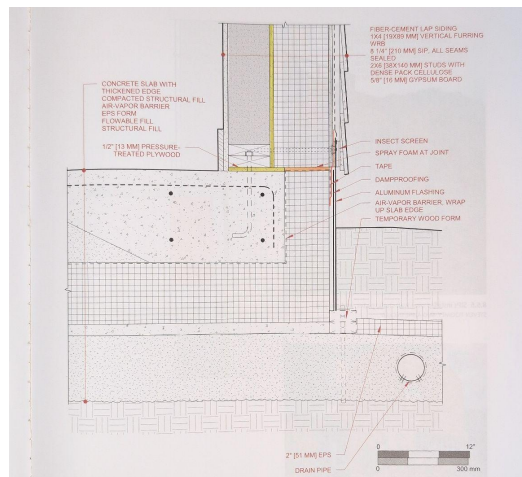 FIBER-CEMENT LAP SIDING
1X4 [19X89 MM] VERTICAL FURRING
WRB
8 1/4" [210 MM] SIP, ALL SEAMS
SEALED
2X6 [38X140 MM] STUDS WITH
DENSE PACK CELLULOSE
5/8" [16 MM] GYPSUM BOARD
CONCRETE SLAB WITH
THICKENED EDGE
COMPACTED STRUCTURAL FILL
AIR-VAPOR BARRIER
EPS FORM
FLOWABLE FILL
STRUCTURAL FILL
1/2" [13 MM] PRESSURE-
TREATED PLYWOOD
INSECT SCREEN
SPRAY FOAM AT JOINT
TAPE
DAMPPROOFING
ALUMINUM FLASHING
AIR-VAPOR BARRIER, WRAP
UP SLAB EDGE
TEMPORARY WOOD FORM
2" [51 MM] EPS
DRAIN PIPE
0 12"
0 300 mm